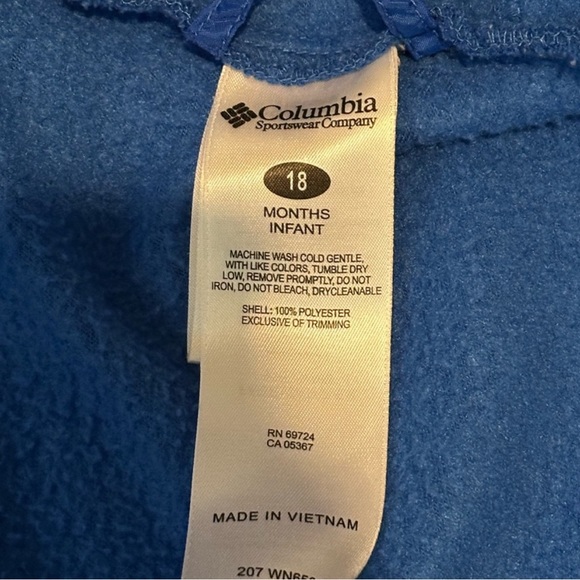 Columbia
Sportswear Company
18
MONTHS
INFANT
MACHINE WASH COLD GENTLE,
WITH LIKE COLORS, TUMBLE DRY
LOW, REMOVE PROMPTLY, DO NOT
IRON, DO NOT BLEACH, DRYCLEANABLE
SHELL: 100% POLYESTER
EXCLUSIVE OF TRIMMING
RN 69724
CA 05367
MADE IN VIETNAM
207